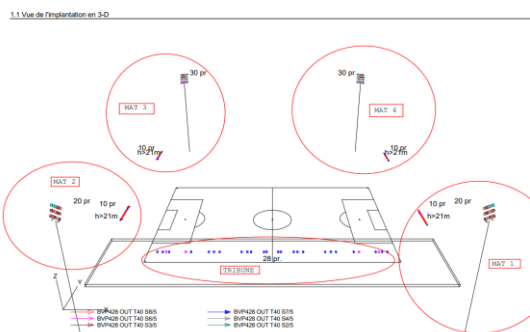 1.1 Vue de l'Implantation en 3-D
30 pr
30 pr
MAT 3
MAT 4
10 pr
h>21m
10 pr
h>21m
MAT 2
20 pr
10 pr
h>21m
10 pr
h>21m
20 pr
28 pr.
TRIBUNE
MAT 1
Z
Y
BVP428 OUT T40 S8/5
BVP428 OUT T40 S7/5
BVP428 OUT T40 S6/5
BVP428 OUT T40 S4/5
BVP428 OUT T40 S3/5
BVP428 OUT T40 S2/5